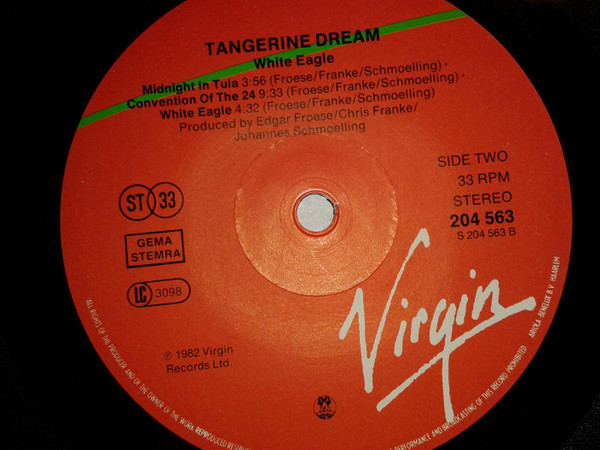 TANGERINE DREAM
White Eagle
Midnight In Tula 3:56 (Froese/Franke/Schmoelling) ·
Convention Of The 24 9:33 (Froese/Franke/Schmoelling) ·
White Eagle 4:32 (Froese/Franke/Schmoelling)
Produced by Edgar Froese/Chris Franke/
Johannes Schmoelling
SIDE TWO
33 RPM
STEREO
204 563
S 204 563 B
ST 33
GEMA
STEMRA
LC 3098
℗ 1982 Virgin
Records Ltd.
Virgin
ALL RIGHTS OF THE PRODUCER AND OF THE OWNER OF THE WORK REPRODUCED RESERVED
PERFORMANCE AND BROADCASTING OF THIS RECORD PROHIBITED
ARIOLA BENELUX B.V. HAARLEM